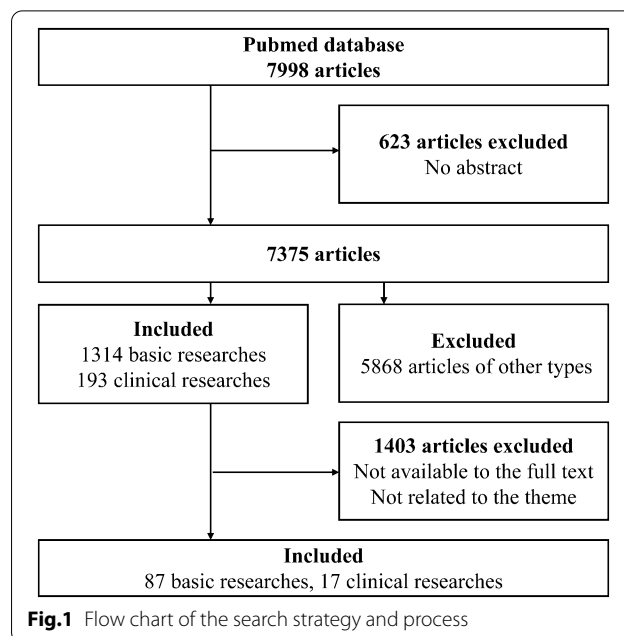 Pubmed database
7998 articles
623 articles excluded
No abstract
7375 articles
Included
1314 basic researches
193 clinical researches
Excluded
5868 articles of other types
1403 articles excluded
Not available to the full text
Not related to the theme
Included
87 basic researches, 17 clinical researches
Fig.1 Flow chart of the search strategy and process